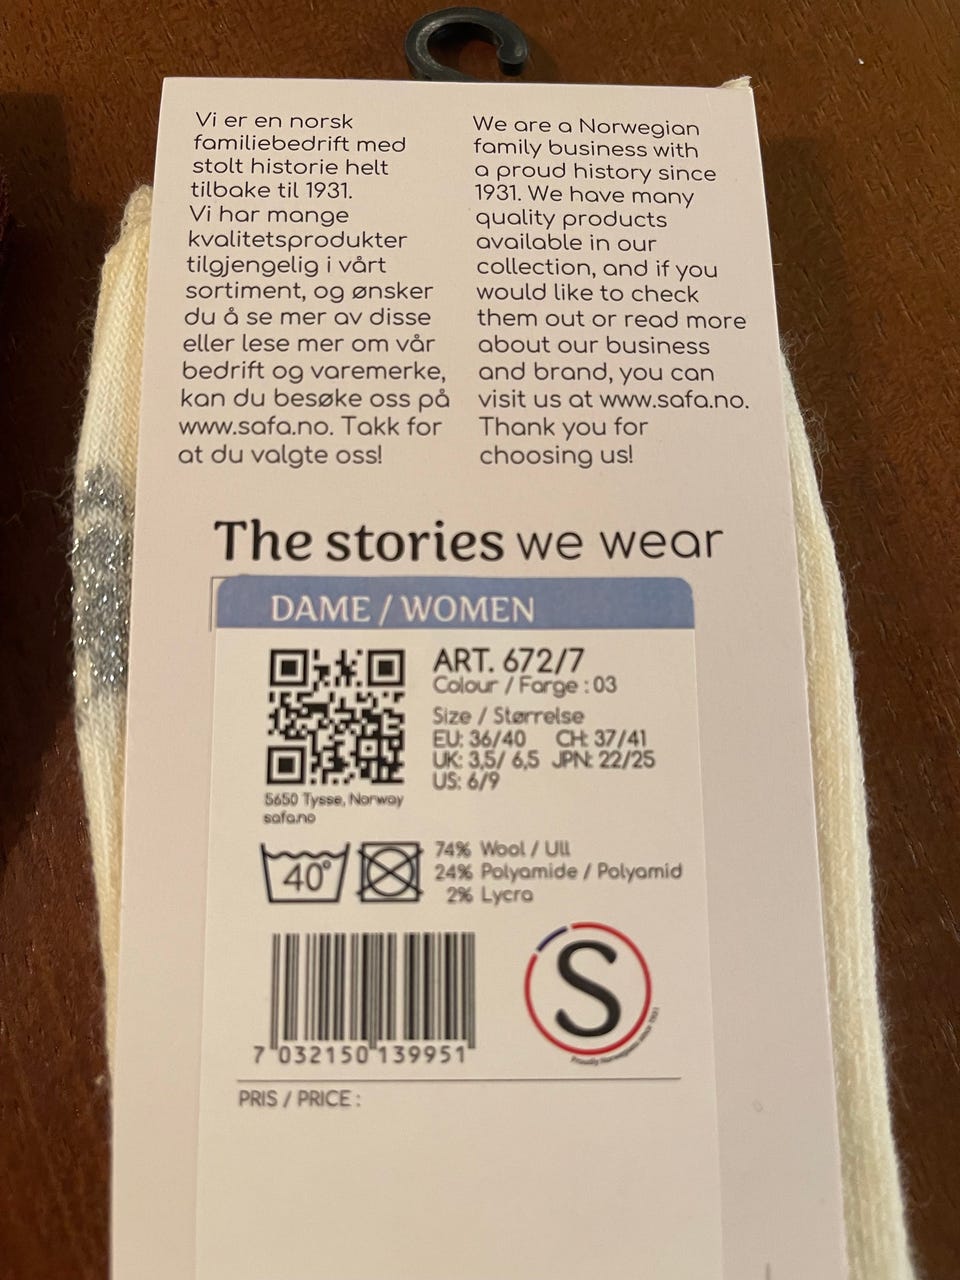 Vi er en norsk
familiebedrift med
stolt historie helt
tilbake til 1931.
Vi har mange
kvalitetsprodukter
tilgjengelig i vårt
sortiment, og ønsker
du å se mer av disse
eller lese mer om vår
bedrift og varemerke,
kan du besøke oss på
www.safa.no. Takk for
at du valgte oss!
We are a Norwegian
family business with
a proud history since
1931. We have many
quality products
available in our
collection, and if you
would like to check
them out or read more
about our business
and brand, you can
visit us at www.safa.no.
Thank you for
choosing us!
The stories we wear
DAME / WOMEN
ART. 672/7
Colour / Farge : 03
Size / Størrelse
EU: 36/40 CH: 37/41
UK: 3,5/ 6,5 JPN: 22/25
US: 6/9
5650 Tysse, Norway
safa.no
40°
74% Wool / Ull
24% Polyamide / Polyamid
2% Lycra
S
Proudly Norwegian since 1931
7 032150 139951
PRIS / PRICE :